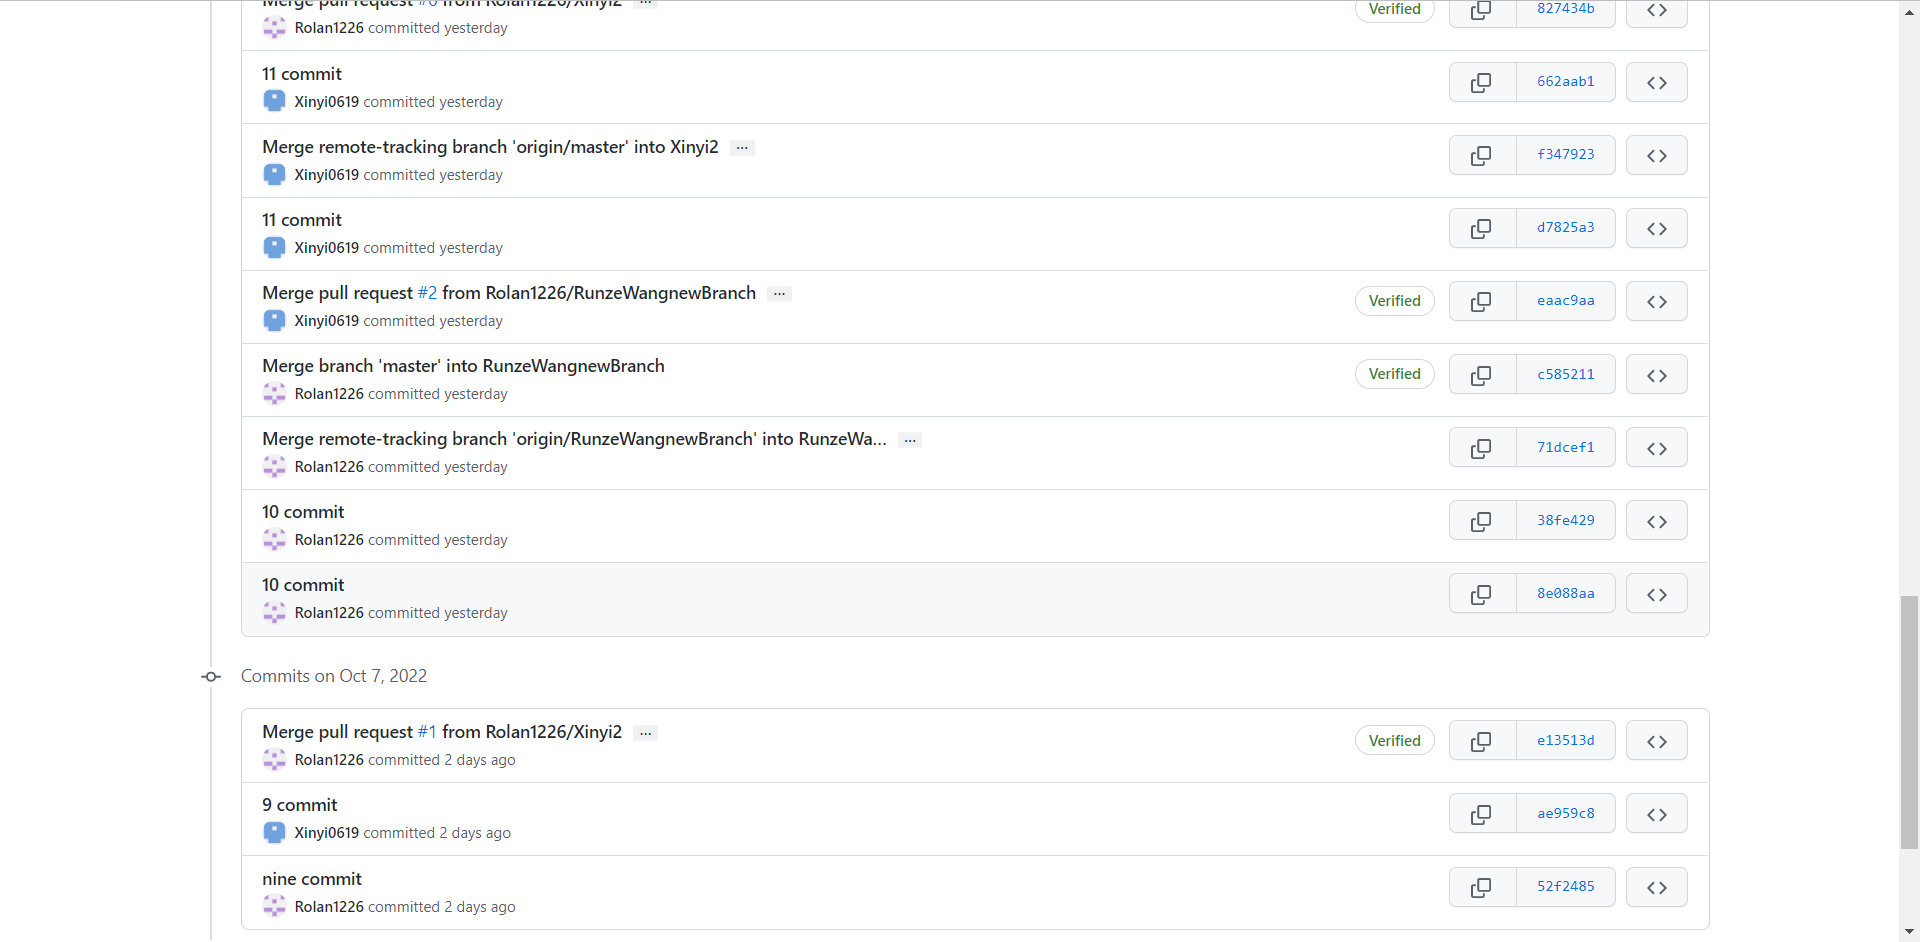 Merge pull request #6 from Rolan1226/Xinyi2 ...
Verified
827434b
Rolan1226 committed yesterday
11 commit
662aab1
Xinyi0619 committed yesterday
Merge remote-tracking branch 'origin/master' into Xinyi2 ...
f347923
Xinyi0619 committed yesterday
11 commit
d7825a3
Xinyi0619 committed yesterday
Merge pull request #2 from Rolan1226/RunzeWangnewBranch ...
Verified
eaac9aa
Xinyi0619 committed yesterday
Merge branch 'master' into RunzeWangnewBranch
Verified
c585211
Rolan1226 committed yesterday
Merge remote-tracking branch 'origin/RunzeWangnewBranch' into RunzeWa... ...
71dcef1
Rolan1226 committed yesterday
10 commit
38fe429
Rolan1226 committed yesterday
10 commit
8e088aa
Rolan1226 committed yesterday
Commits on Oct 7, 2022
Merge pull request #1 from Rolan1226/Xinyi2 ...
Verified
e13513d
Rolan1226 committed 2 days ago
9 commit
ae959c8
Xinyi0619 committed 2 days ago
nine commit
52f2485
Rolan1226 committed 2 days ago